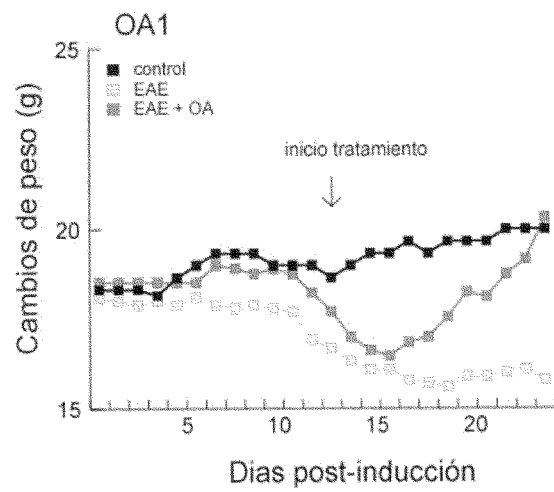 OA1
25
control
EAE
EAE + OA
inicio tratamiento
20
15
Cambios de peso (g)
5
10
15
20
Dias post-inducción